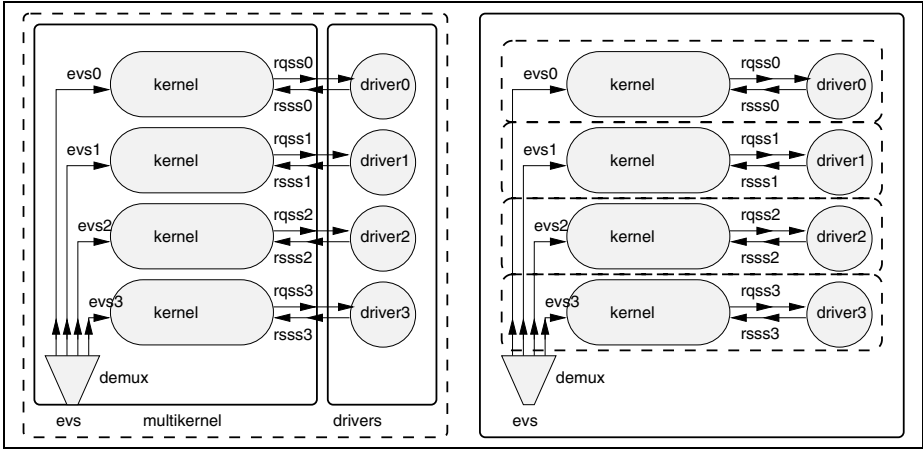 rqss0
evs0 kernel driver0
rsss0
rqss1
evs1 kernel driver1
rsss1
rqss2
evs2 kernel driver2
rsss2
rqss3
evs3 kernel driver3
rsss3
demux
evs multikernel drivers
rqss0
evs0 kernel driver0
rsss0
rqss1
evs1 kernel driver1
rsss1
rqss2
evs2 kernel driver2
rsss2
rqss3
evs3 kernel driver3
rsss3
demux
evs